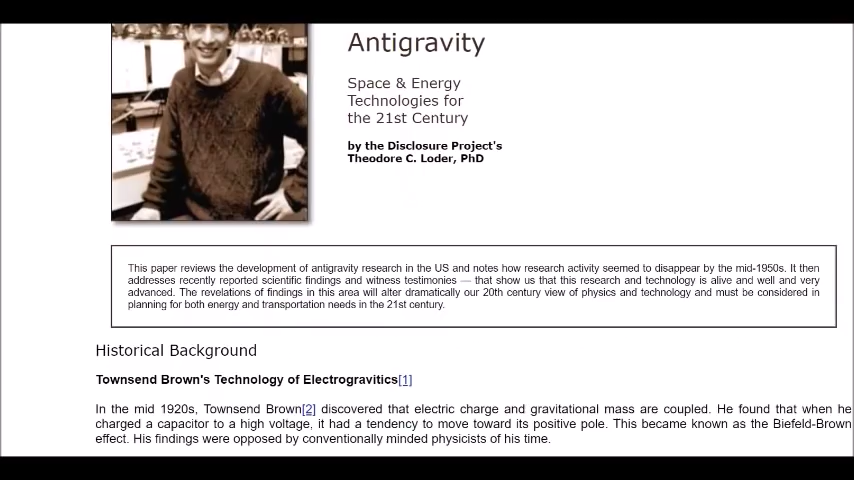 Antigravity
Space & Energy
Technologies for
the 21st Century
by the Disclosure Project's
Theodore C. Loder, PhD
This paper reviews the development of antigravity research in the US and notes how research activity seemed to disappear by the mid-1950s. It then
addresses recently reported scientific findings and witness testimonies — that show us that this research and technology is alive and well and very
advanced. The revelations of findings in this area will alter dramatically our 20th century view of physics and technology and must be considered in
planning for both energy and transportation needs in the 21st century.
Historical Background
Townsend Brown's Technology of Electrogravitics[1]
In the mid 1920s, Townsend Brown[2] discovered that electric charge and gravitational mass are coupled. He found that when he
charged a capacitor to a high voltage, it had a tendency to move toward its positive pole. This became known as the Biefeld-Brown
effect. His findings were opposed by conventionally minded physicists of his time.